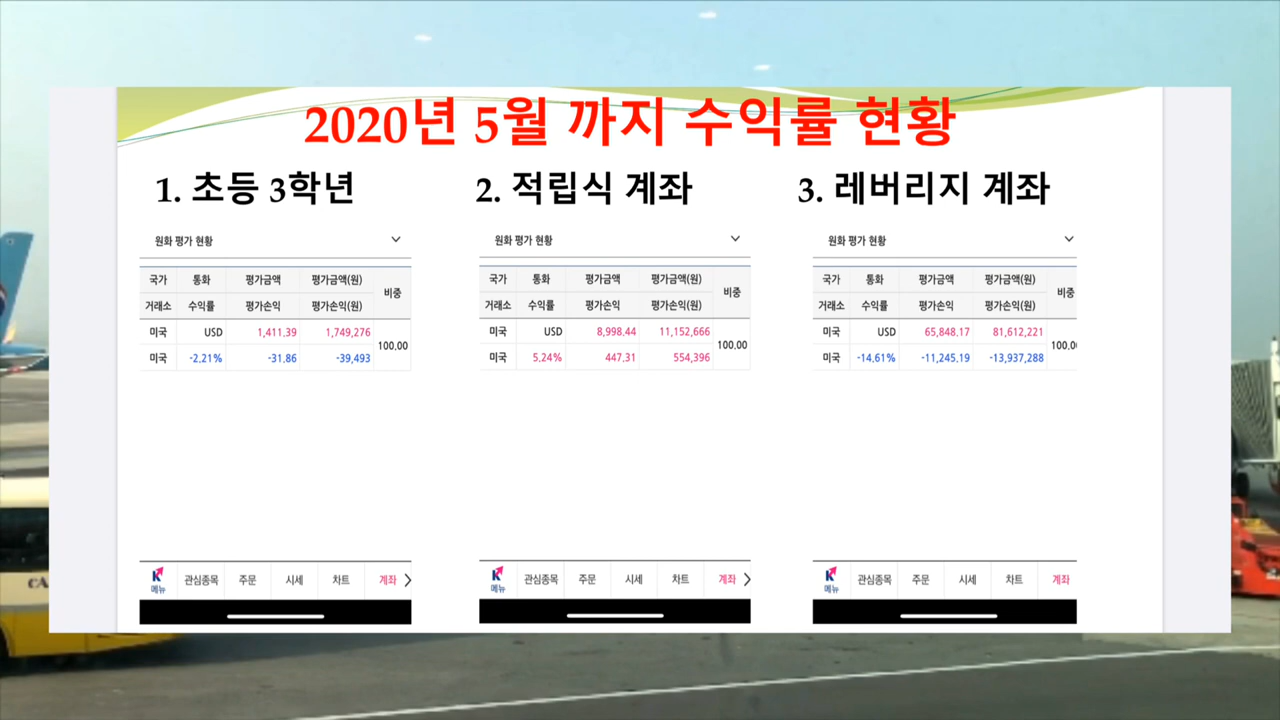 2020년 5월 까지 수익률 현황
1. 초등 3학년
원화 평가 현황
국가 통화 평가금액 평가금액(원) 비중
거래소 수익률 평가손익 평가손익(원)
미국 USD 1,411.39 1,749,276 100.00
미국 -2.21% -31.86 -39,493
K 메뉴 관심종목 주문 시세 차트 계좌
2. 적립식 계좌
원화 평가 현황
국가 통화 평가금액 평가금액(원) 비중
거래소 수익률 평가손익 평가손익(원)
미국 USD 8,998.44 11,152,666 100.00
미국 5.24% 447.31 554,396
K 메뉴 관심종목 주문 시세 차트 계좌
3. 레버리지 계좌
원화 평가 현황
국가 통화 평가금액 평가금액(원) 비중
거래소 수익률 평가손익 평가손익(원)
미국 USD 65,848.17 81,612,221 100.00
미국 -14.61% -11,245.19 -13,937,288
K 메뉴 관심종목 주문 시세 차트 계좌